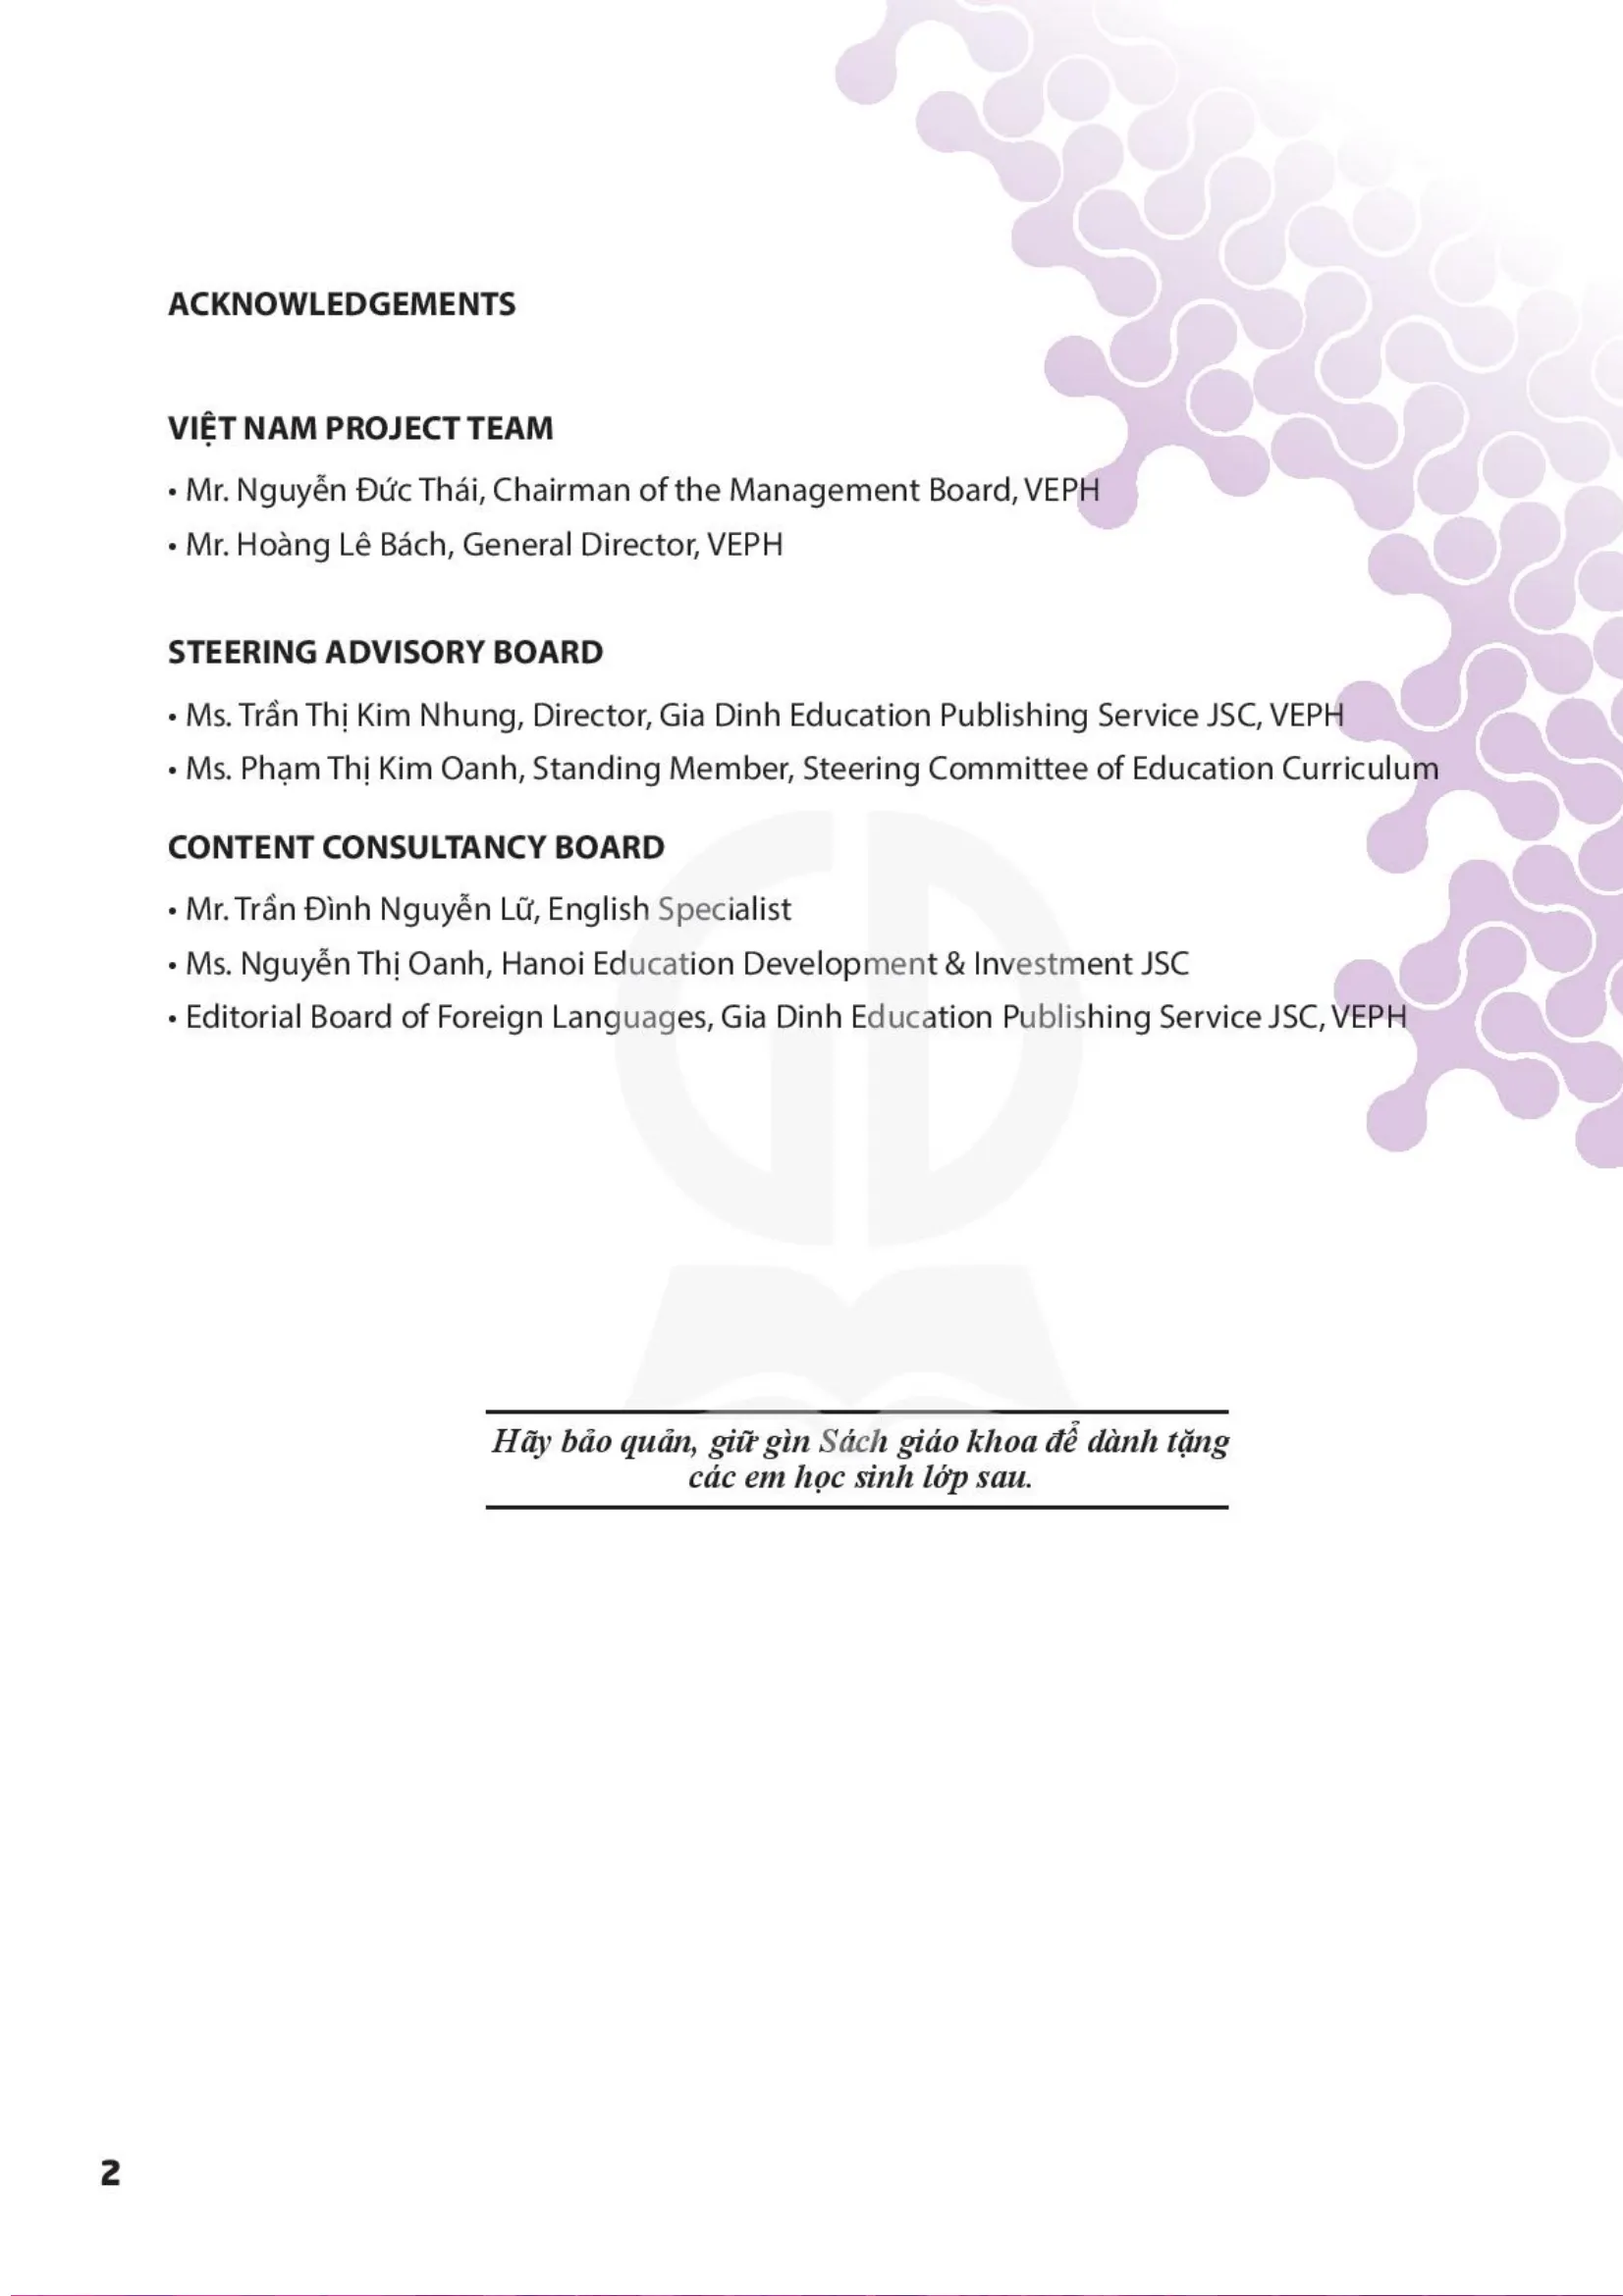 ACKNOWLEDGEMENTS
VIỆT NAM PROJECT TEAM
• Mr. Nguyễn Đức Thái, Chairman of the Management Board, VEPH
• Mr. Hoàng Lê Bách, General Director, VEPH
STEERING ADVISORY BOARD
• Ms. Trần Thị Kim Nhung, Director, Gia Dinh Education Publishing Service JSC, VEPH
• Ms. Phạm Thị Kim Oanh, Standing Member, Steering Committee of Education Curriculum
CONTENT CONSULTANCY BOARD
• Mr. Trần Đình Nguyễn Lữ, English Specialist
• Ms. Nguyễn Thị Oanh, Hanoi Education Development & Investment JSC
• Editorial Board of Foreign Languages, Gia Dinh Education Publishing Service JSC, VEPH
Hãy bảo quản, giữ gìn Sách giáo khoa để dành tặng
các em học sinh lớp sau.
2